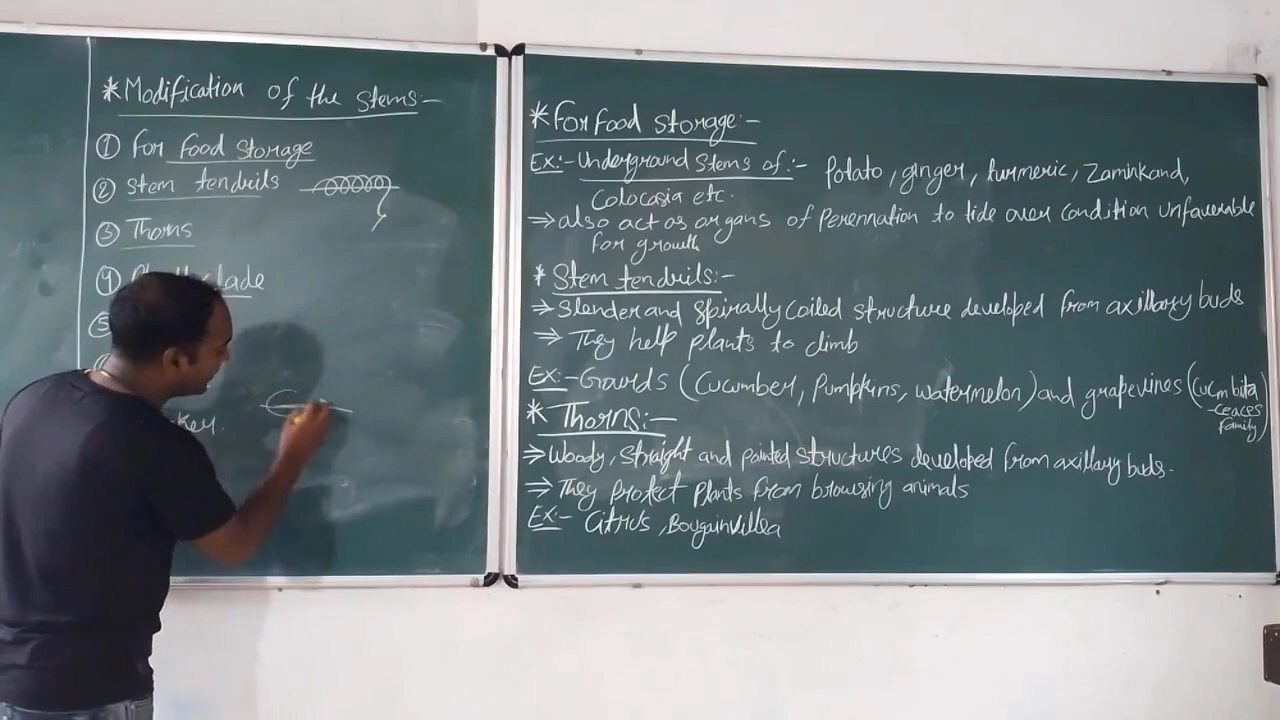 * Modification of the stems:-
① For Food Storage
② Stem tendrils
③ Thorns
④
⑤
* For Food Storage:-
Ex:- Underground Stems of:- Potato, ginger, turmeric, Zaminkand,
Colocasia etc.
⇒ also act as organs of Perennation to tide over condition unfavorable
for growth
* Stem tendrils:-
⇒ Slender and Spirally Coiled structure developed from axillary buds
⇒ They help plants to climb
Ex:- Gourds (Cucumber, Pumpkins, watermelon) and grapevines (Cucurbita
-ceaces
family)
* Thorns:-
⇒ Woody, Straight and pointed structures developed from axillary buds.
⇒ They protect plants from browsing animals
Ex:- Citrus, Bougainvillea